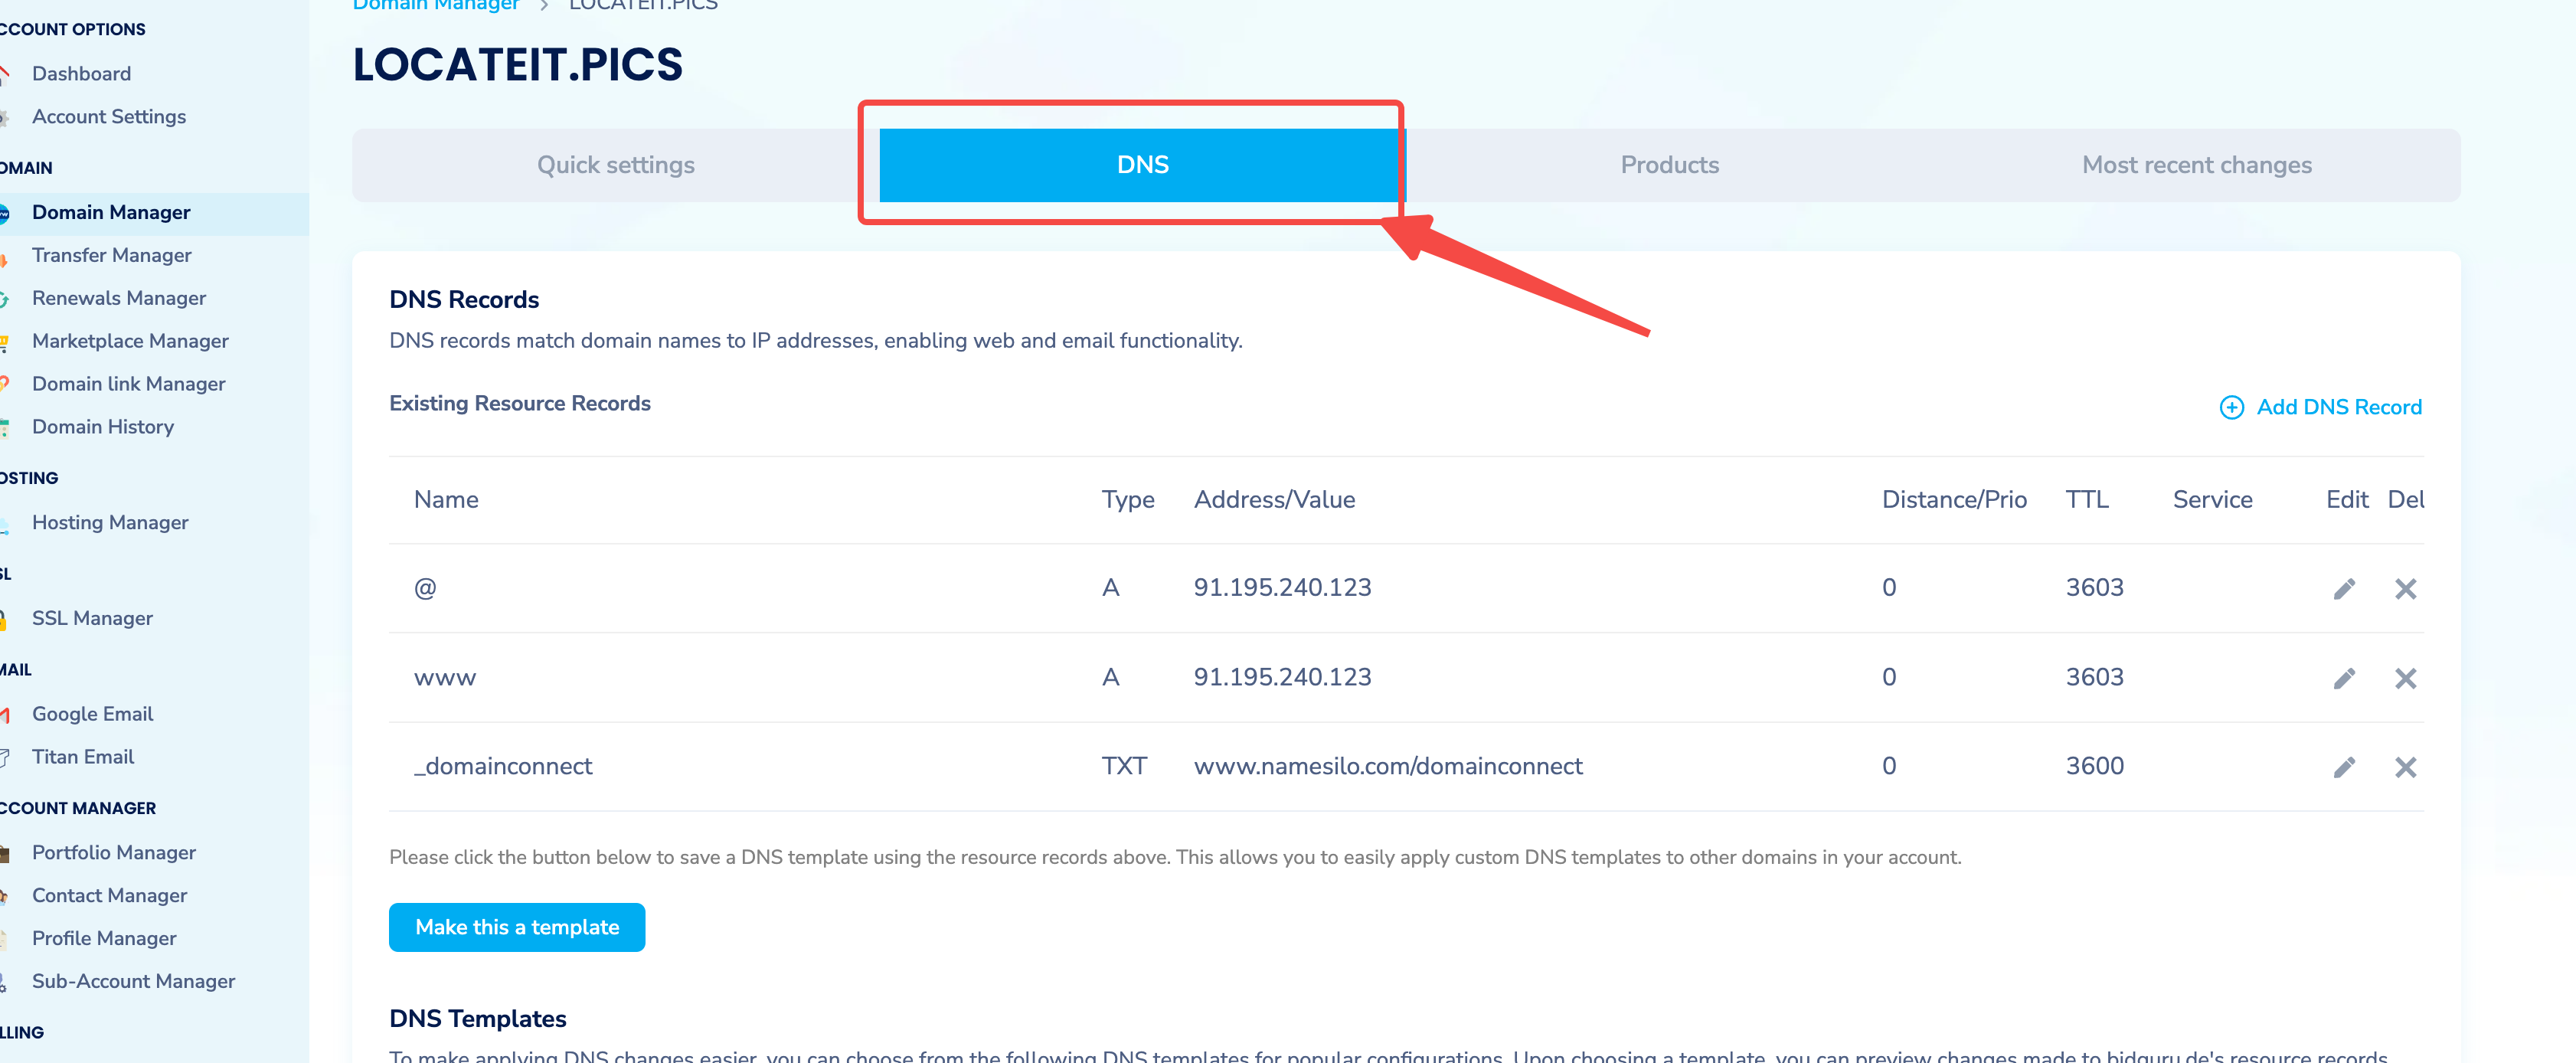 Domain Manager > LOCATEIT.PICS
LOCATEIT.PICS
CCOUNT OPTIONS
Dashboard
Account Settings
OMAIN
Domain Manager
Transfer Manager
Renewals Manager
Marketplace Manager
Domain link Manager
Domain History
OSTING
Hosting Manager
SL
SSL Manager
MAIL
Google Email
Titan Email
CCOUNT MANAGER
Portfolio Manager
Contact Manager
Profile Manager
Sub-Account Manager
LLING
Quick settings DNS Products Most recent changes
DNS Records
DNS records match domain names to IP addresses, enabling web and email functionality.
Existing Resource Records Add DNS Record
Name Type Address/Value Distance/Prio TTL Service Edit Del
@ A 91.195.240.123 0 3603
www A 91.195.240.123 0 3603
_domainconnect TXT www.namesilo.com/domainconnect 0 3600
Please click the button below to save a DNS template using the resource records above. This allows you to easily apply custom DNS templates to other domains in your account.
Make this a template
DNS Templates
To make applying DNS changes easier, you can choose from the following DNS templates for popular configurations. Upon choosing a template, you can preview changes made to bidguru.de's resource records